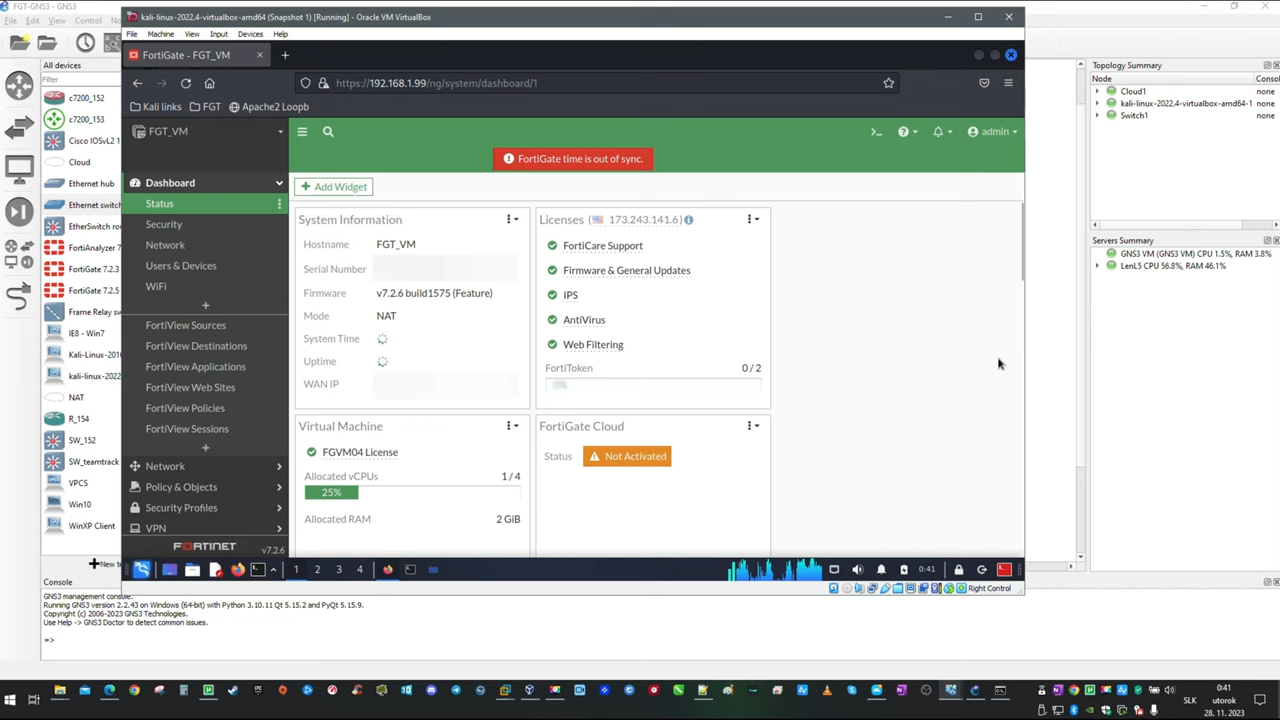 FGT-GNS3 - GNS3
File Edit View Control
All devices
Filter
c7200_152
c7200_153
Cisco IOSvL2 1
Cloud
Ethernet hub
Ethernet switch
EtherSwitch ro
FortiAnalyzer 7
FortiGate 7.2.3
FortiGate 7.2.5
Frame Relay sw
IE8 - Win7
Kali-Linux-201
kali-linux-2022
NAT
R_154
SW_152
SW_teamtrack
VPCS
Win10
WinXP Client
New t
kali-linux-2022.4-virtualbox-amd64 (Snapshot 1) [Running] - Oracle VM VirtualBox
File Machine View Input Devices Help
FortiGate - FGT_VM
https://192.168.1.99/ng/system/dashboard/1
Kali links FGT Apache2 Loopb
FGT_VM
admin
FortiGate time is out of sync.
Dashboard
Status
Security
Network
Users & Devices
WiFi
FortiView Sources
FortiView Destinations
FortiView Applications
FortiView Web Sites
FortiView Policies
FortiView Sessions
Network
Policy & Objects
Security Profiles
VPN
FORTINET v7.2.6
Add Widget
System Information
Hostname FGT_VM
Serial Number
Firmware v7.2.6 build1575 (Feature)
Mode NAT
System Time
Uptime
WAN IP
Licenses (173.243.141.6)
FortiCare Support
Firmware & General Updates
IPS
AntiVirus
Web Filtering
FortiToken 0 / 2
0%
Virtual Machine
FGVM04 License
Allocated vCPUs 1 / 4
25%
Allocated RAM 2 GiB
FortiGate Cloud
Status Not Activated
1 2 3 4
0:41
Right Control
Topology Summary
Node Consol
Cloud1 none
kali-linux-2022.4-virtualbox-amd64-1 none
Switch1 none
Servers Summary
GNS3 VM (GNS3 VM) CPU 1.5%, RAM 3.8%
LenL5 CPU 56.8%, RAM 46.1%
Console
GNS3 management console.
Running GNS3 version 2.2.43 on Windows (64-bit) with Python 3.10.11 Qt 5.15.2 and PyQt 5.15.9.
Copyright (c) 2006-2023 GNS3 Technologies.
Use Help -> GNS3 Doctor to detect common issues.
=>
SLK
0:41
utorok
28. 11. 2023